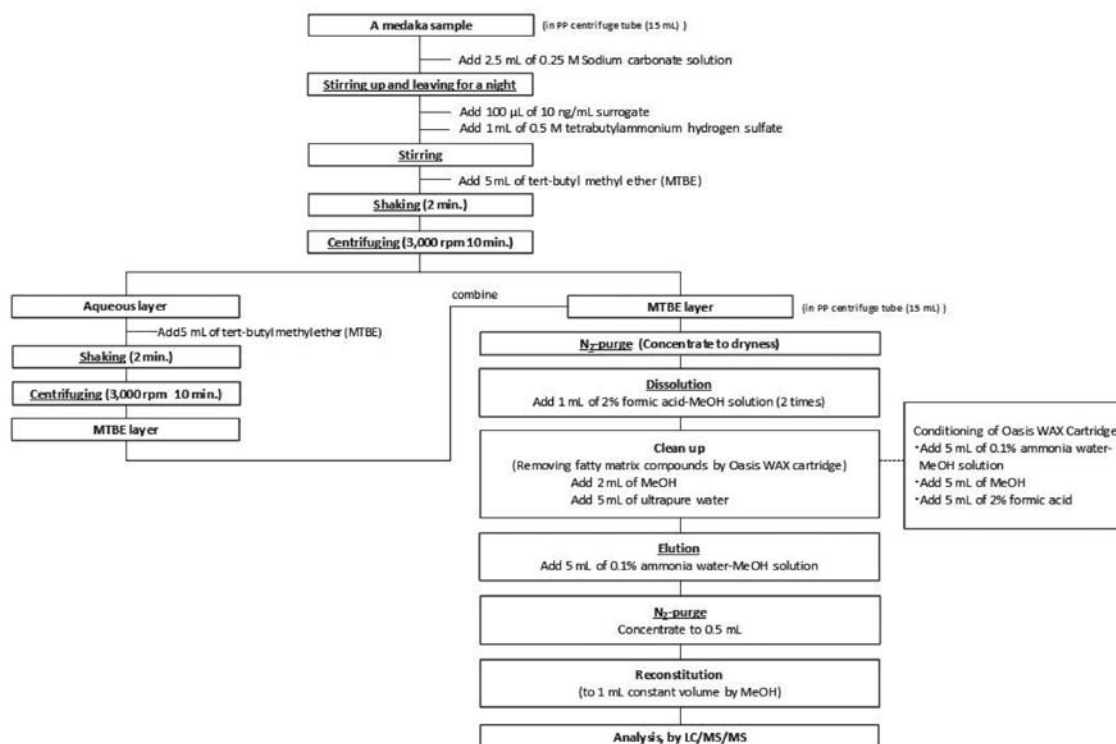 A medaka sample
(in PP centrifuge tube (15 mL) )
Add 2.5 mL of 0.25 M Sodium carbonate solution
Stirring up and leaving for a night
Add 100 µL of 10 ng/mL surrogate
Add 1 mL of 0.5 M tetrabutylammonium hydrogen sulfate
Stirring
Add 5 mL of tert-butyl methyl ether (MTBE)
Shaking (2 min.)
Centrifuging (3,000 rpm 10 min.)
Aqueous layer
Add5 mL of tert-butyl methylether (MTBE)
Shaking (2 min.)
Centrifuging (3,000 rpm 10 min.)
MTBE layer
combine
MTBE layer
(in PP centrifuge tube (15 mL) )
N2-purge (Concentrate to dryness)
Dissolution
Add 1 mL of 2% formic acid-MeOH solution (2 times)
Clean up
(Removing fatty matrix compounds by Oasis WAX cartridge)
Add 2 mL of MeOH
Add 5 mL of ultrapure water
Conditioning of Oasis WAX Cartridge
・Add 5 mL of 0.1% ammonia water-
MeOH solution
・Add 5 mL of MeOH
・Add 5 mL of 2% formic acid
Elution
Add 5 mL of 0.1% ammonia water-MeOH solution
N2-purge
Concentrate to 0.5 mL
Reconstitution
(to 1 mL constant volume by MeOH)
Analysis, by LC/MS/MS